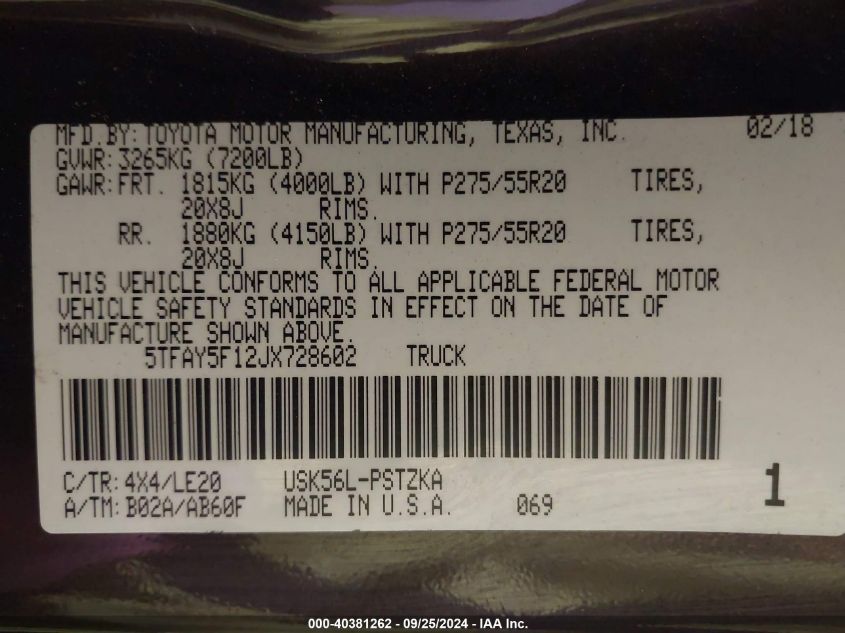 MFD.BY:TOYOTA MOTOR MANUFACTURING, TEXAS, INC. 02/18
GVWR:3265KG (7200LB)
GAWR:FRT. 1815KG (4000LB) WITH P275/55R20 TIRES,
20X8J RIMS.
RR. 1880KG (4150LB) WITH P275/55R20 TIRES,
20X8J RIMS.
THIS VEHICLE CONFORMS TO ALL APPLICABLE FEDERAL MOTOR
VEHICLE SAFETY STANDARDS IN EFFECT ON THE DATE OF
MANUFACTURE SHOWN ABOVE.
5TFAY5F12JX728602 TRUCK
C/TR:4X4/LE20 USK56L-PSTZKA
A/TM:B02A/AB60F MADE IN U.S.A. 069 1
000-40381262 - 09/25/2024 - IAA Inc.